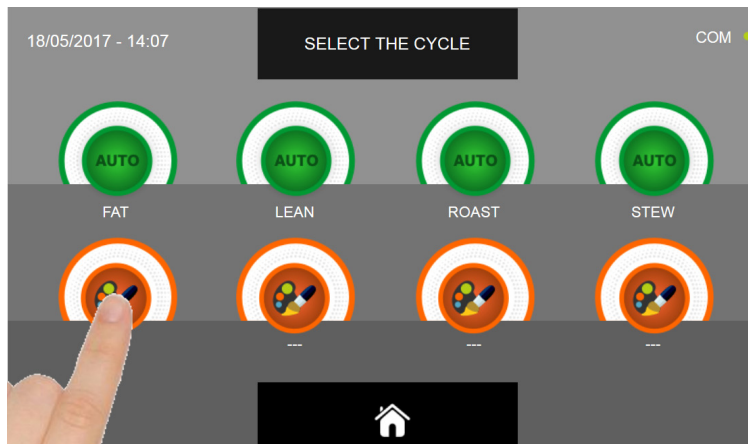 18/05/2017 - 14:07
SELECT THE CYCLE
COM
AUTO
AUTO
AUTO
AUTO
FAT
LEAN
ROAST
STEW
---
---
---